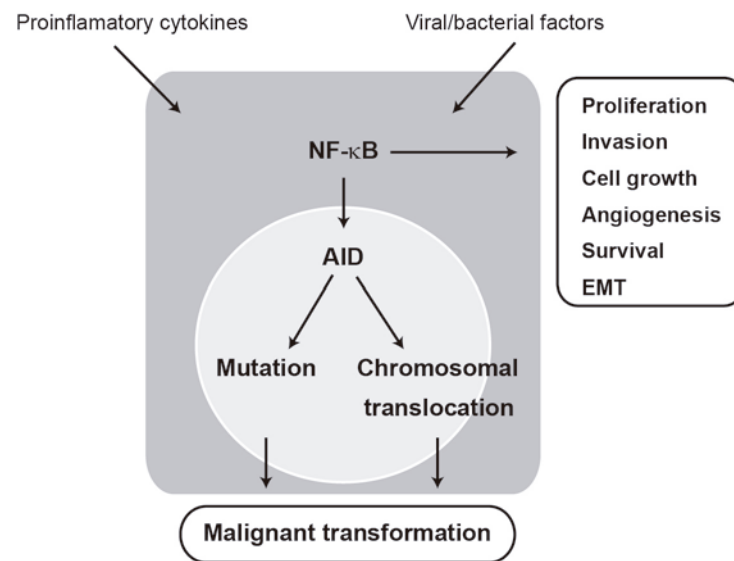 Proinflamatory cytokines
Viral/bacterial factors
NF-κB
Proliferation
Invasion
Cell growth
Angiogenesis
Survival
EMT
AID
Mutation
Chromosomal
translocation
Malignant transformation